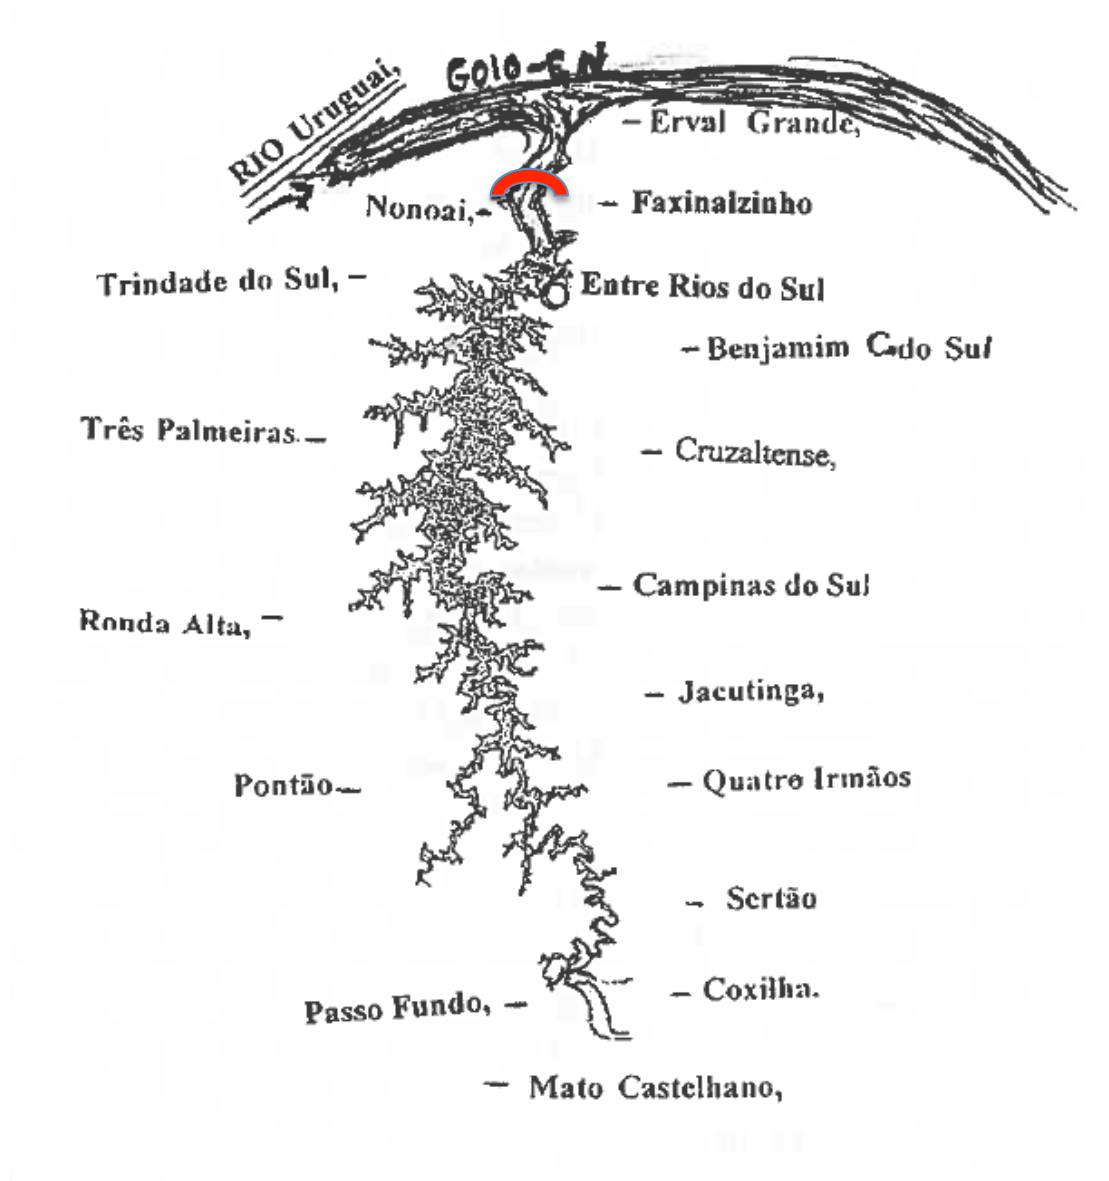 GOIO-EN
RIO Uruguai,
- Erval Grande,
Nonoai,-
- Faxinalzinho
Trindade do Sul, -
Entre Rios do Sul
- Benjamim C.do Sul
Três Palmeiras.-
- Cruzaltense,
- Campinas do Sul
Ronda Alta, -
- Jacutinga,
Pontão-
- Quatro Irmãos
- Sertão
- Coxilha.
Passo Fundo, -
- Mato Castelhano,